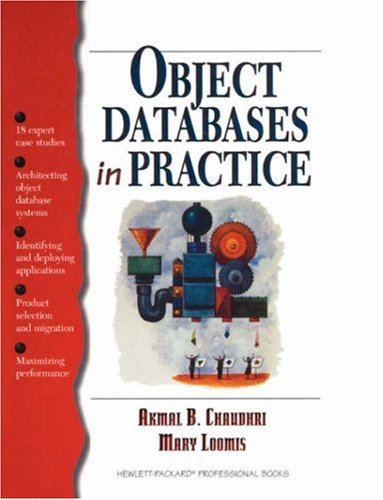 OBJECT
DATABASES
in PRACTICE
18 expert
case studies
Architecting
object
database
systems
Identifying
and deploying
applications
Product
selection
and migration
Maximizing
performance
AKMAL B. CHAUDHRI
MARY LOOMIS
HEWLETT-PACKARD® PROFESSIONAL BOOKS